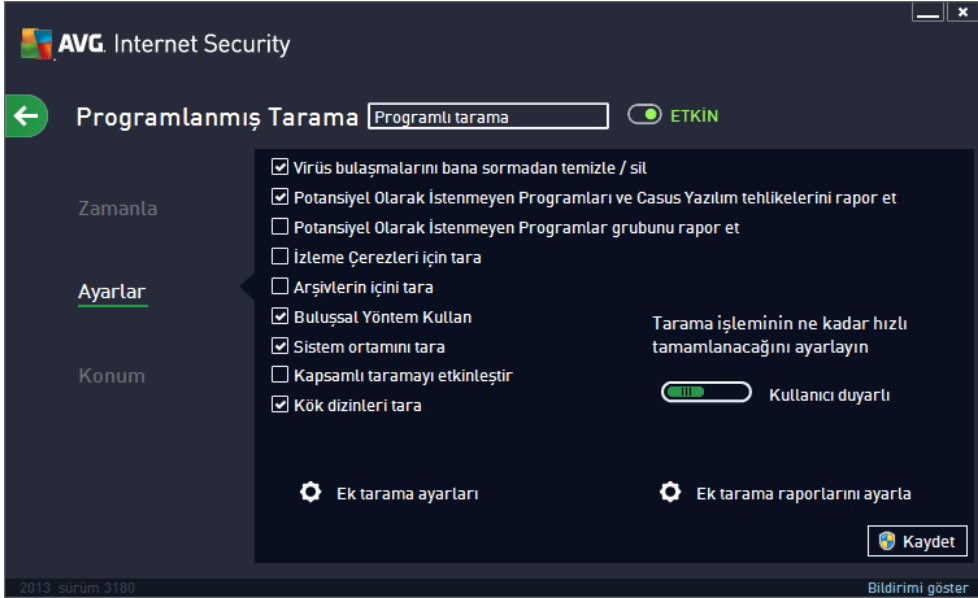 AVG. Internet Security
Programlanmış Tarama
Programlı tarama
ETKİN
Zamanla
Ayarlar
Konum
Virüs bulaşmalarını bana sormadan temizle / sil
Potansiyel Olarak İstenmeyen Programları ve Casus Yazılım tehlikelerini rapor et
Potansiyel Olarak İstenmeyen Programlar grubunu rapor et
İzleme Çerezleri için tara
Arşivlerin içini tara
Buluşsal Yöntem Kullan
Sistem ortamını tara
Kapsamlı taramayı etkinleştir
Kök dizinleri tara
Tarama işleminin ne kadar hızlı
tamamlanacağını ayarlayın
Kullanıcı duyarlı
Ek tarama ayarları
Ek tarama raporlarını ayarla
Kaydet
2013 sürüm 3180
Bildirimi göster